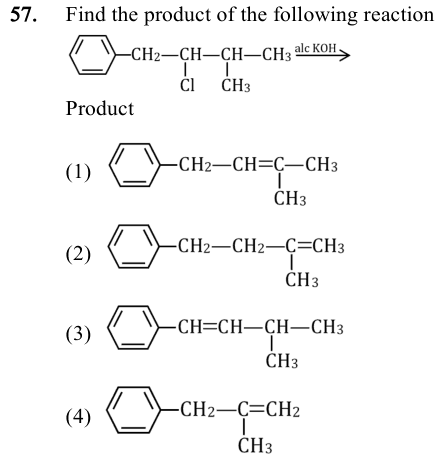 57. Find the product of the following reaction
CH2—CH—CH—CH3 alc KOH
Cl CH3
Product
(1) CH2—CH=C—CH3
CH3
(2) CH2—CH2—C=CH3
CH3
(3) CH=CH—CH—CH3
CH3
(4) CH2—C=CH2
CH3